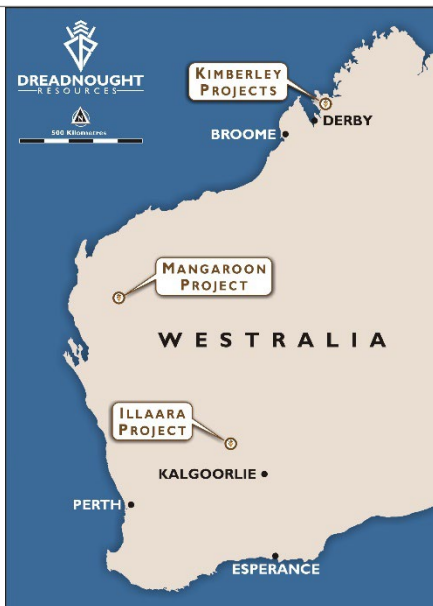 DREADNOUGHT
RESOURCES
500 Kilometres
KIMBERLEY
PROJECTS
DERBY
BROOME
MANGAROON
PROJECT
WESTRALIA
ILLAARA
PROJECT
KALGOORLIE
PERTH
ESPERANCE